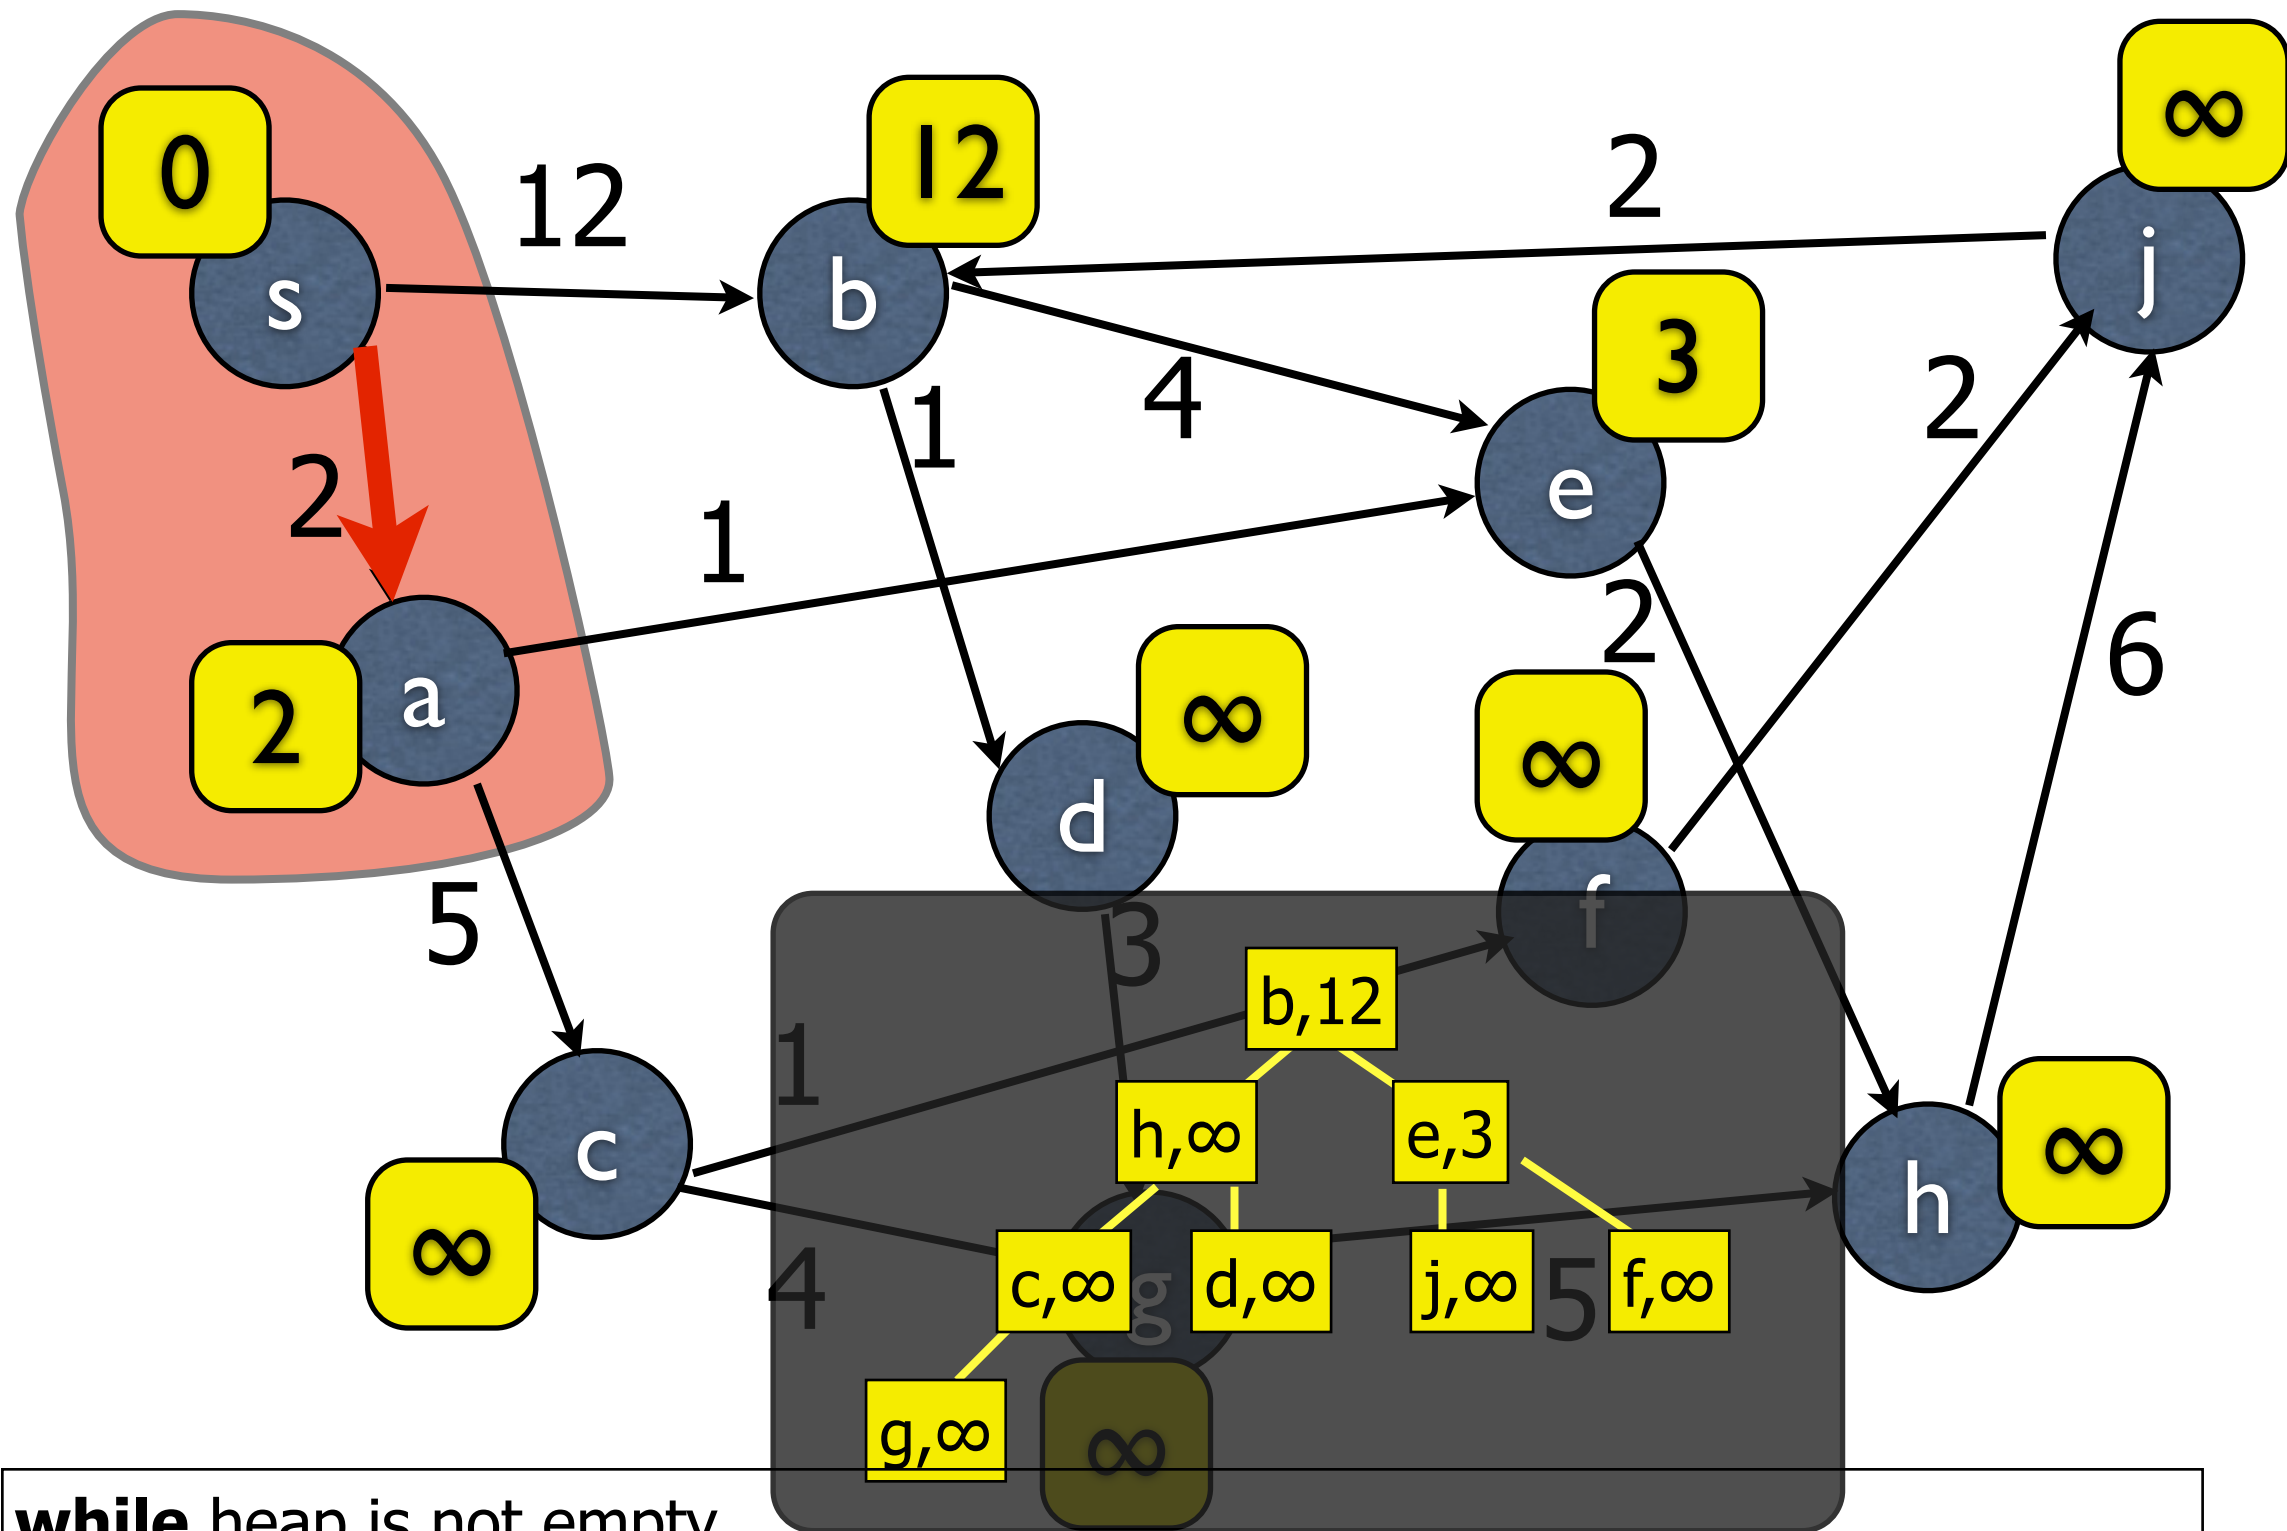 ∞
12
0
12
2
s
b
j
3
4
2
1
2
e
1
2
6
a
2
∞
∞
d
5
f
3
b,12
1
h,∞
e,3
c
h
∞
∞
4
c,∞
g
d,∞
j,∞
5
f,∞
g,∞
∞
while heap is not empty